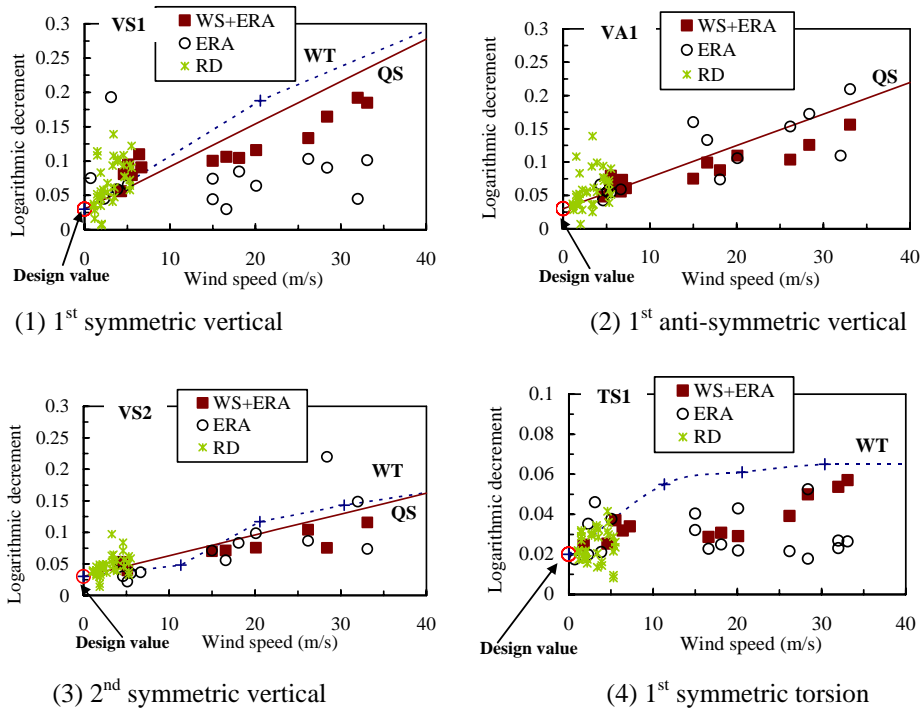 VS1
WS+ERA
ERA
RD
WT
QS
Logarithmic decrement
0.3
0.25
0.2
0.15
0.1
0.05
0
0 10 20 30 40
Wind speed (m/s)
Design value
(1) 1st symmetric vertical
VA1
WS+ERA
ERA
RD
QS
Logarithmic decrement
0.3
0.25
0.2
0.15
0.1
0.05
0
0 10 20 30 40
Wind speed (m/s)
Design value
(2) 1st anti-symmetric vertical
VS2
WS+ERA
ERA
RD
WT
QS
Logarithmic decrement
0.3
0.25
0.2
0.15
0.1
0.05
0
0 10 20 30 40
Wind speed (m/s)
Design value
(3) 2nd symmetric vertical
TS1
WS+ERA
ERA
RD
WT
Logarithmic decrement
0.1
0.08
0.06
0.04
0.02
0
0 10 20 30 40
Wind speed (m/s)
Design value
(4) 1st symmetric torsion